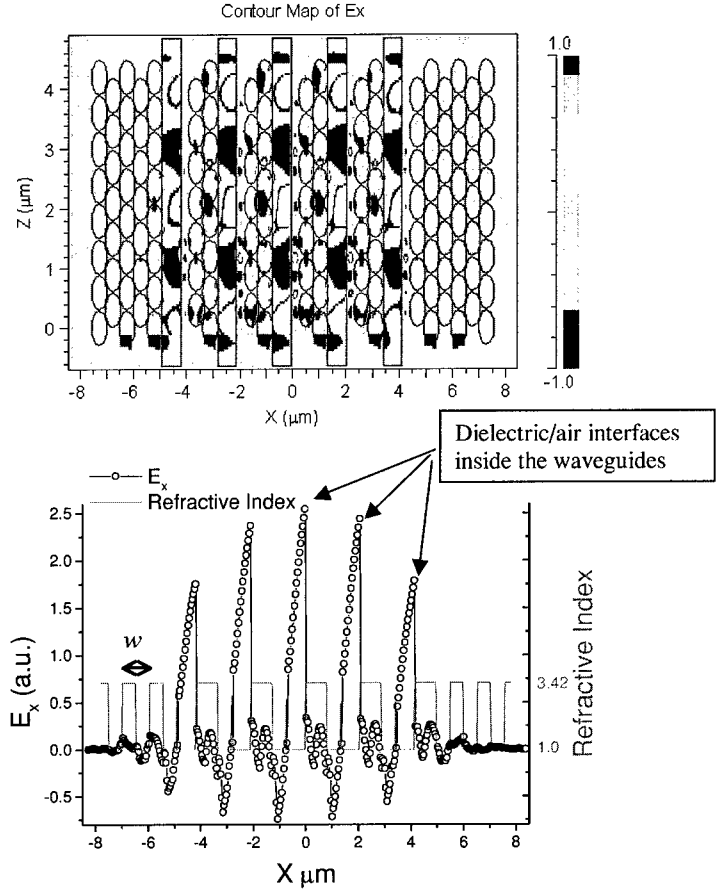 Contour Map of Ex
1.0
-1.0
Z (μm)
4
3
2
1
0
-8 -6 -4 -2 0 2 4 6 8
X (μm)
Dielectric/air interfaces
inside the waveguides
E_x
Refractive Index
2.5
2.0
1.5
1.0
0.5
0.0
-0.5
E_x (a.u.)
w
3.42
1.0
Refractive Index
-8 -6 -4 -2 0 2 4 6 8
X μm